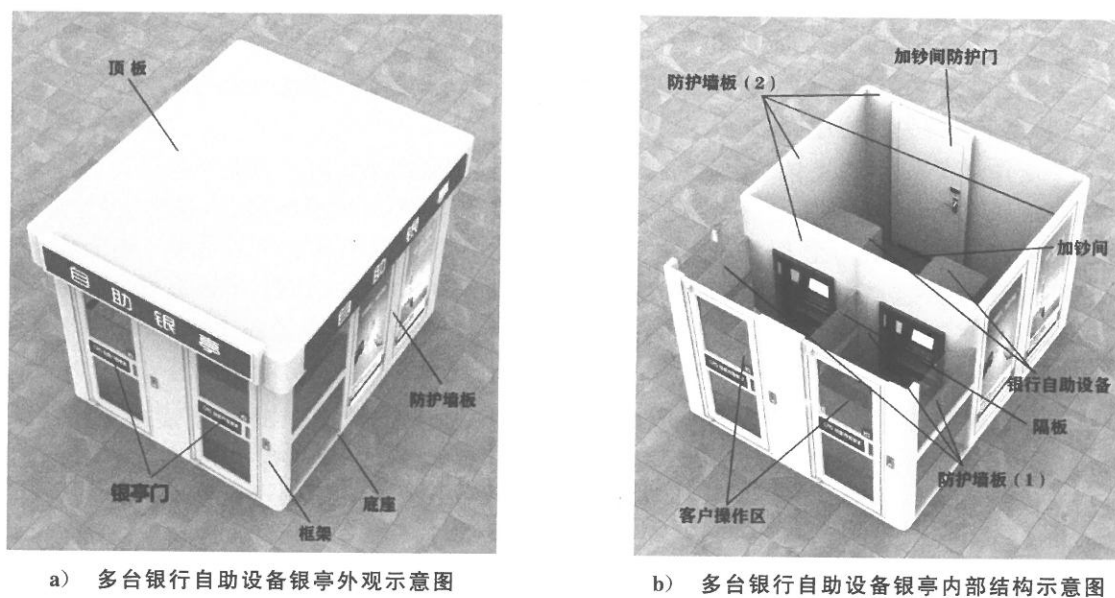 顶板
自助银亭
自助银
防护墙板
银亭门
底座
框架
a) 多台银行自助设备银亭外观示意图
加钞间防护门
防护墙板(2)
加钞间
银行自助设备
隔板
防护墙板(1)
客户操作区
b) 多台银行自助设备银亭内部结构示意图